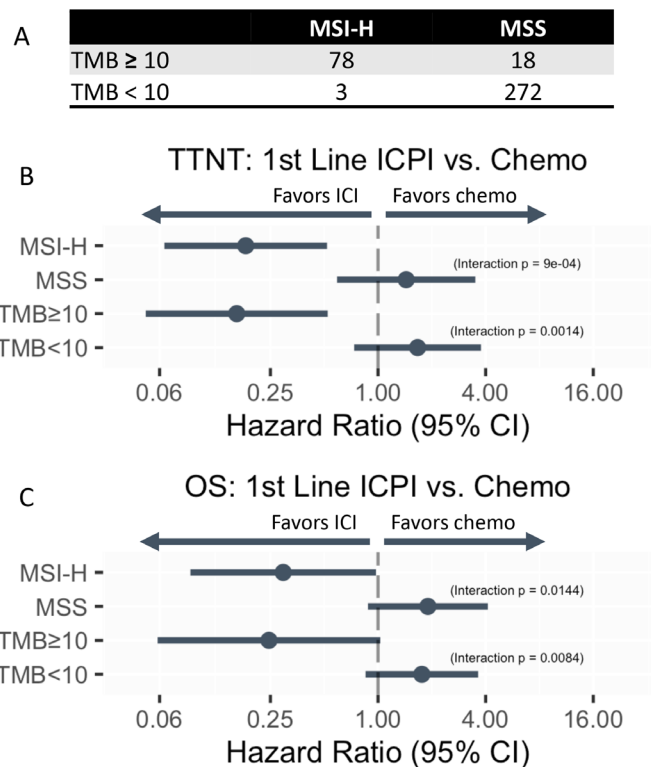 A
MSI-H MSS
TMB ≥ 10 78 18
TMB < 10 3 272
B
TTNT: 1st Line ICPI vs. Chemo
Favors ICI Favors chemo
MSI-H
(Interaction p = 9e-04)
MSS
TMB≥10
(Interaction p = 0.0014)
TMB<10
0.06 0.25 1.00 4.00 16.00
Hazard Ratio (95% CI)
C
OS: 1st Line ICPI vs. Chemo
Favors ICI Favors chemo
MSI-H
(Interaction p = 0.0144)
MSS
TMB≥10
(Interaction p = 0.0084)
TMB<10
0.06 0.25 1.00 4.00 16.00
Hazard Ratio (95% CI)